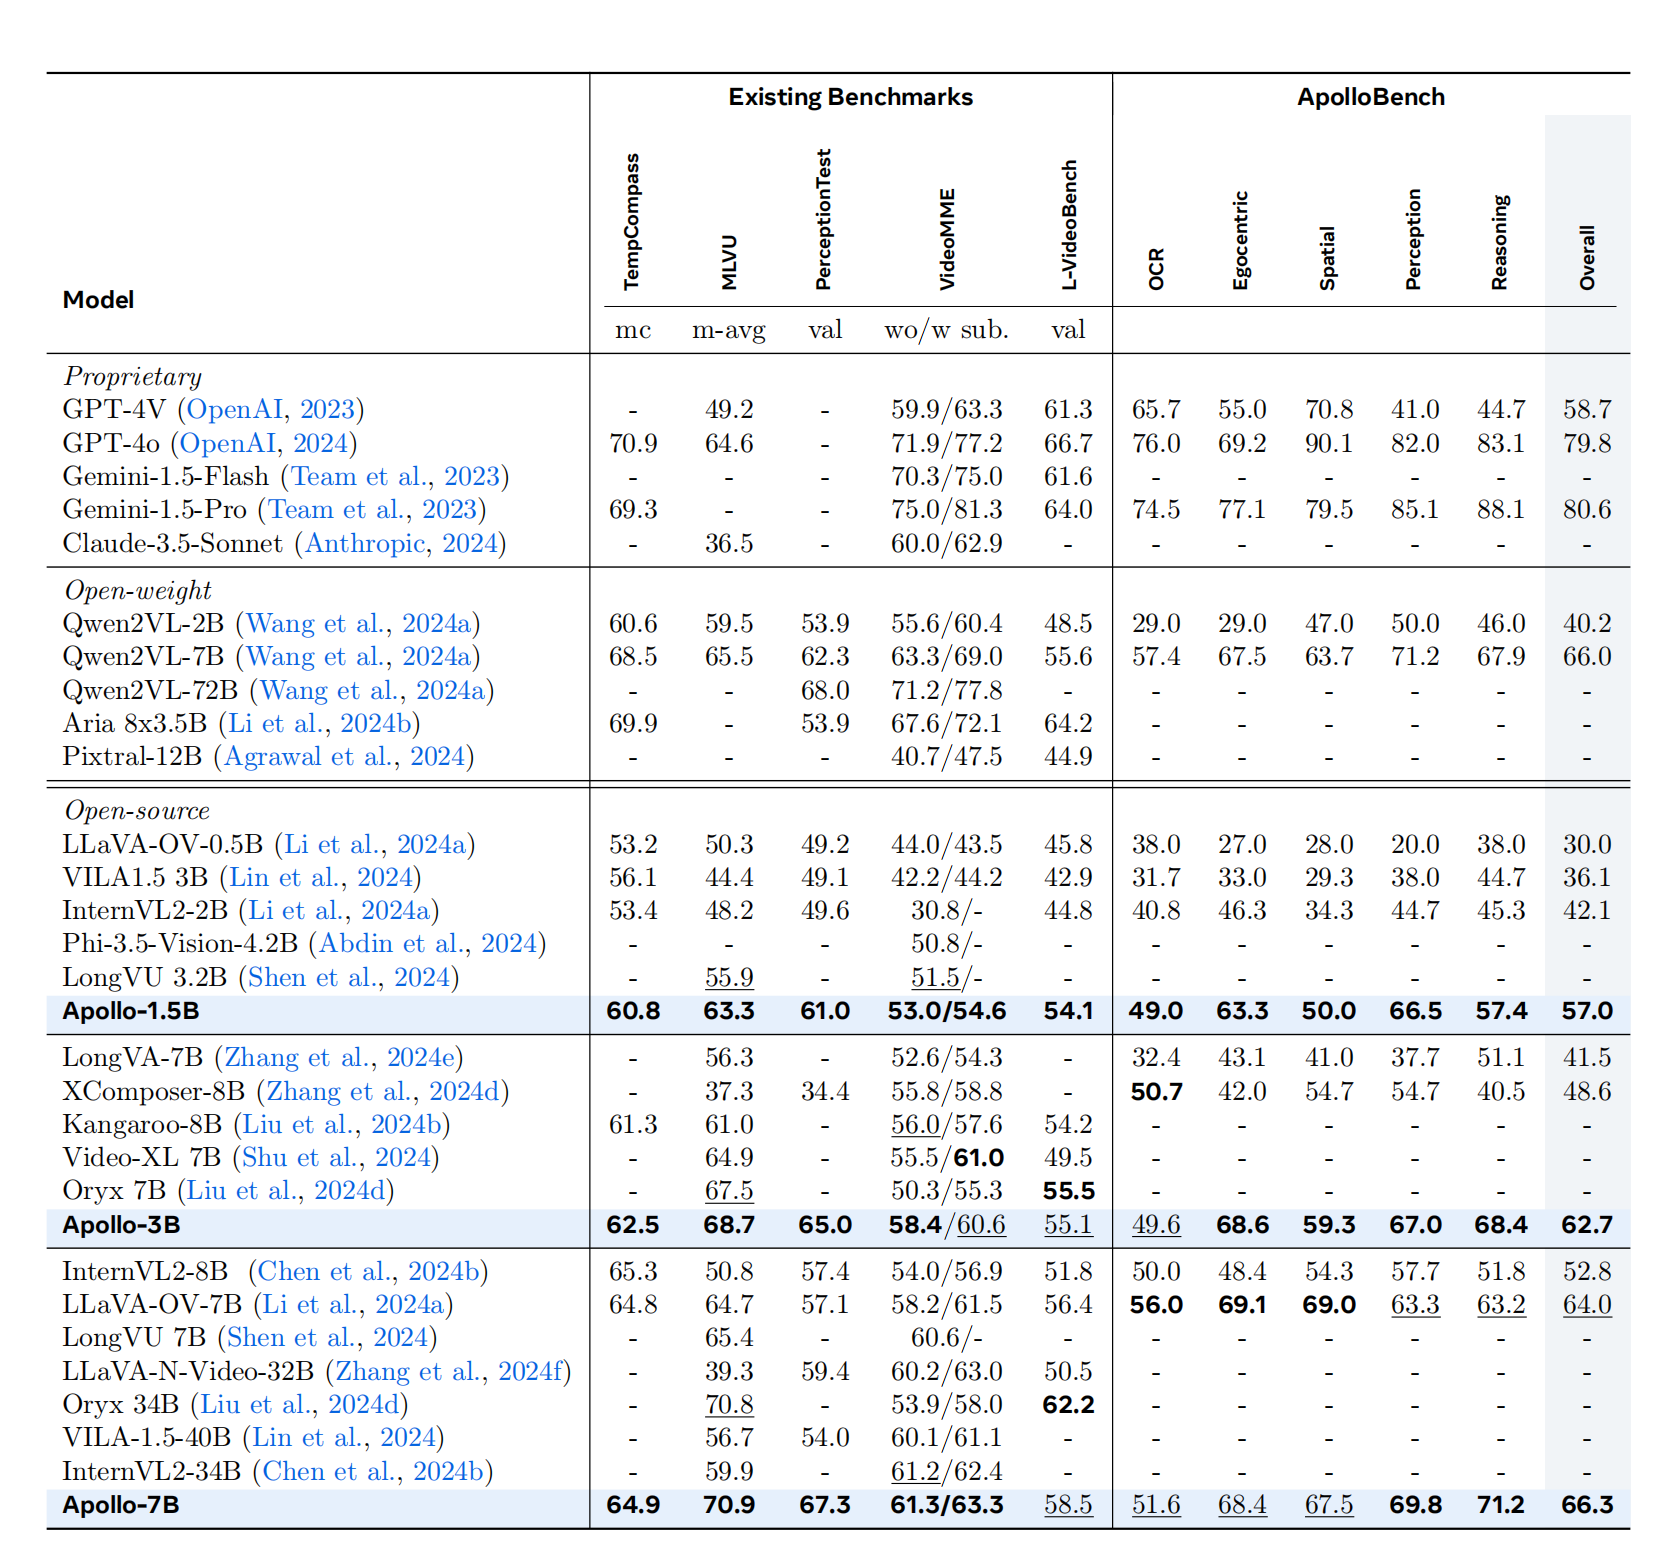 Existing Benchmarks ApolloBench
Model TempCompass MLVU PerceptionTest VideoMME L-VideoBench OCR Egocentric Spatial Perception Reasoning Overall
mc m-avg val wo/w sub. val
Proprietary
GPT-4V (OpenAI, 2023) - 49.2 - 59.9/63.3 61.3 65.7 55.0 70.8 41.0 44.7 58.7
GPT-4o (OpenAI, 2024) 70.9 64.6 - 71.9/77.2 66.7 76.0 69.2 90.1 82.0 83.1 79.8
Gemini-1.5-Flash (Team et al., 2023) - - - 70.3/75.0 61.6 - - - - - -
Gemini-1.5-Pro (Team et al., 2023) 69.3 - - 75.0/81.3 64.0 74.5 77.1 79.5 85.1 88.1 80.6
Claude-3.5-Sonnet (Anthropic, 2024) - 36.5 - 60.0/62.9 - - - - - - -
Open-weight
Qwen2VL-2B (Wang et al., 2024a) 60.6 59.5 53.9 55.6/60.4 48.5 29.0 29.0 47.0 50.0 46.0 40.2
Qwen2VL-7B (Wang et al., 2024a) 68.5 65.5 62.3 63.3/69.0 55.6 57.4 67.5 63.7 71.2 67.9 66.0
Qwen2VL-72B (Wang et al., 2024a) - - 68.0 71.2/77.8 - - - - - - -
Aria 8x3.5B (Li et al., 2024b) 69.9 - 53.9 67.6/72.1 64.2 - - - - - -
Pixtral-12B (Agrawal et al., 2024) - - - 40.7/47.5 44.9 - - - - - -
Open-source
LLaVA-OV-0.5B (Li et al., 2024a) 53.2 50.3 49.2 44.0/43.5 45.8 38.0 27.0 28.0 20.0 38.0 30.0
VILA1.5 3B (Lin et al., 2024) 56.1 44.4 49.1 42.2/44.2 42.9 31.7 33.0 29.3 38.0 44.7 36.1
InternVL2-2B (Li et al., 2024a) 53.4 48.2 49.6 30.8/- 44.8 40.8 46.3 34.3 44.7 45.3 42.1
Phi-3.5-Vision-4.2B (Abdin et al., 2024) - - - 50.8/- - - - - - - -
LongVU 3.2B (Shen et al., 2024) - 55.9 - 51.5/- - - - - - - -
Apollo-1.5B 60.8 63.3 61.0 53.0/54.6 54.1 49.0 63.3 50.0 66.5 57.4 57.0
LongVA-7B (Zhang et al., 2024e) - 56.3 - 52.6/54.3 - 32.4 43.1 41.0 37.7 51.1 41.5
XComposer-8B (Zhang et al., 2024d) - 37.3 34.4 55.8/58.8 - 50.7 42.0 54.7 54.7 40.5 48.6
Kangaroo-8B (Liu et al., 2024b) 61.3 61.0 - 56.0/57.6 54.2 - - - - - -
Video-XL 7B (Shu et al., 2024) - 64.9 - 55.5/61.0 49.5 - - - - - -
Oryx 7B (Liu et al., 2024d) - 67.5 - 50.3/55.3 55.5 - - - - - -
Apollo-3B 62.5 68.7 65.0 58.4/60.6 55.1 49.6 68.6 59.3 67.0 68.4 62.7
InternVL2-8B (Chen et al., 2024b) 65.3 50.8 57.4 54.0/56.9 51.8 50.0 48.4 54.3 57.7 51.8 52.8
LLaVA-OV-7B (Li et al., 2024a) 64.8 64.7 57.1 58.2/61.5 56.4 56.0 69.1 69.0 63.3 63.2 64.0
LongVU 7B (Shen et al., 2024) - 65.4 - 60.6/- - - - - - - -
LLaVA-N-Video-32B (Zhang et al., 2024f) - 39.3 59.4 60.2/63.0 50.5 - - - - - -
Oryx 34B (Liu et al., 2024d) - 70.8 - 53.9/58.0 62.2 - - - - - -
VILA-1.5-40B (Lin et al., 2024) - 56.7 54.0 60.1/61.1 - - - - - - -
InternVL2-34B (Chen et al., 2024b) - 59.9 - 61.2/62.4 - - - - - - -
Apollo-7B 64.9 70.9 67.3 61.3/63.3 58.5 51.6 68.4 67.5 69.8 71.2 66.3